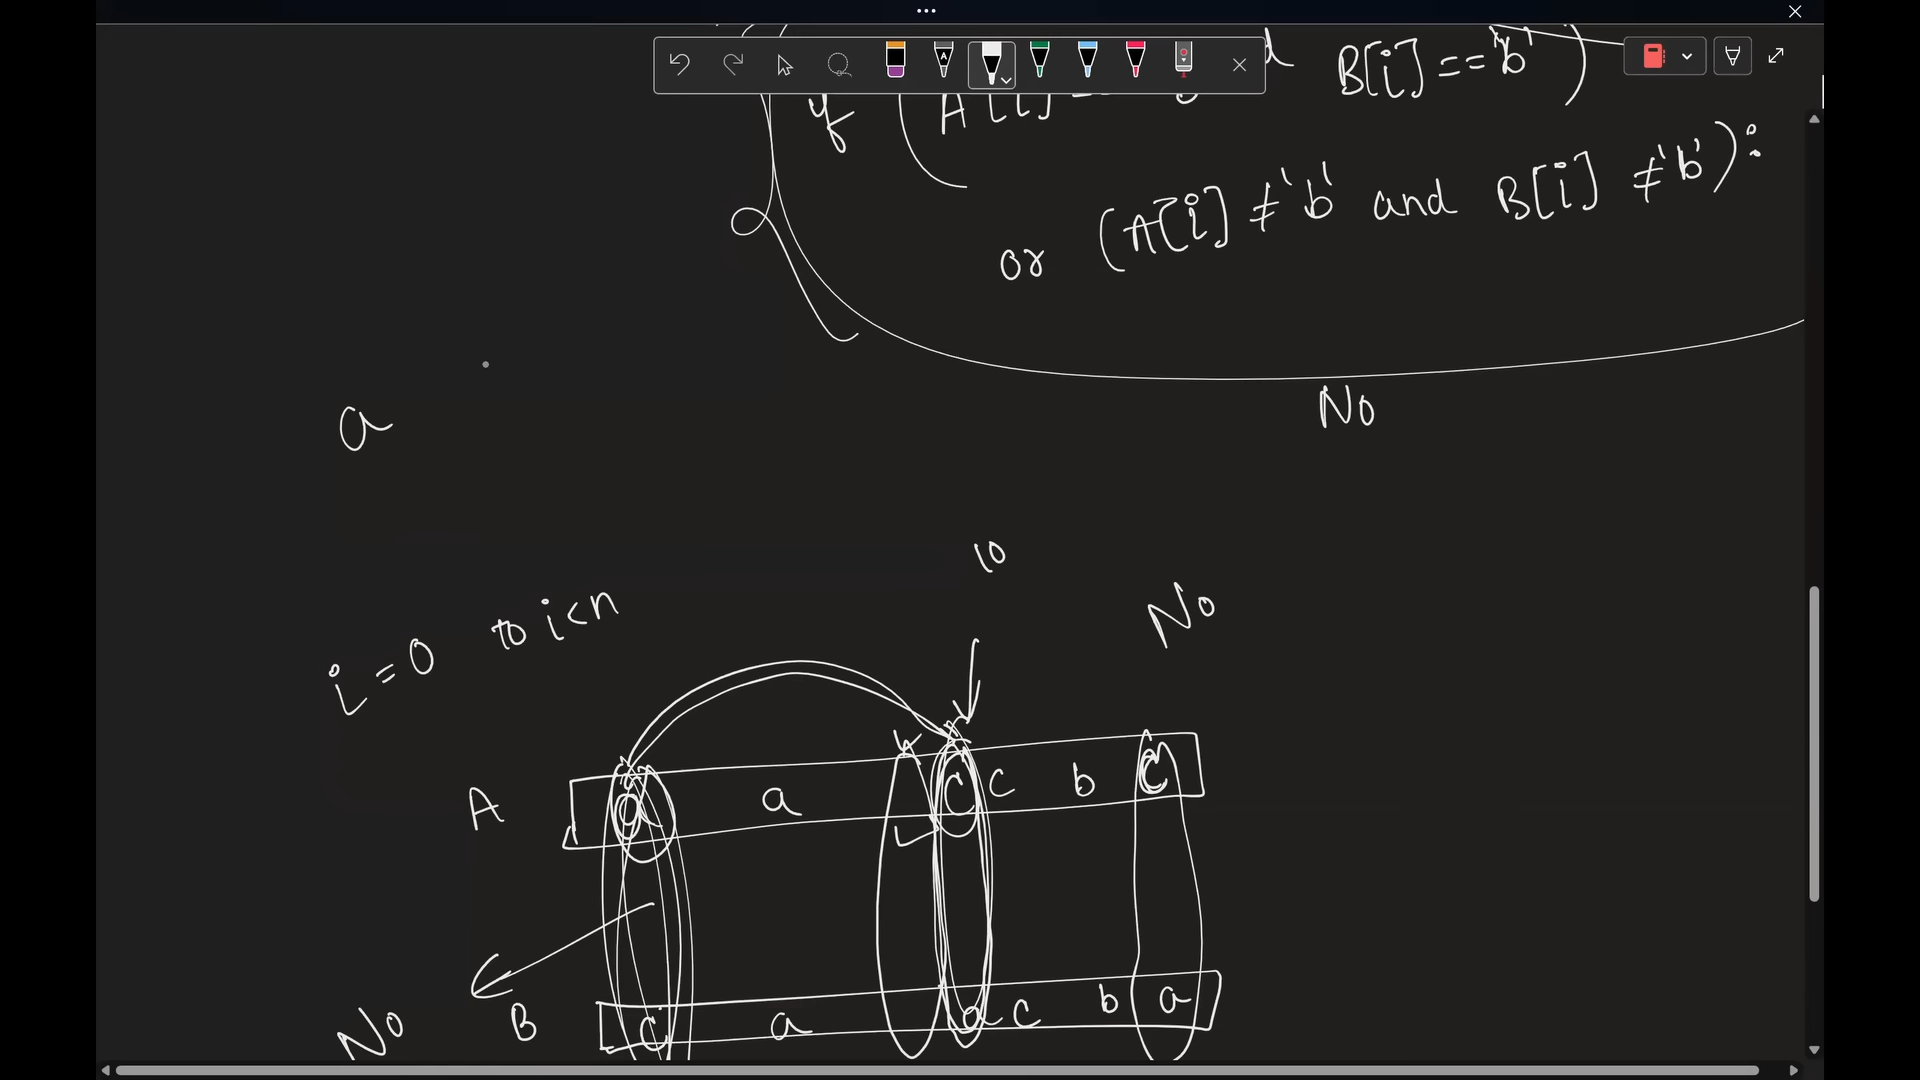 B[i] == 'b' )
if ( A[i]
or (A[i] ≠ 'b' and B[i] ≠ 'b'):
No
a
10
i = 0 to i<n
No
A a a c c b c
B c a a c b a
No